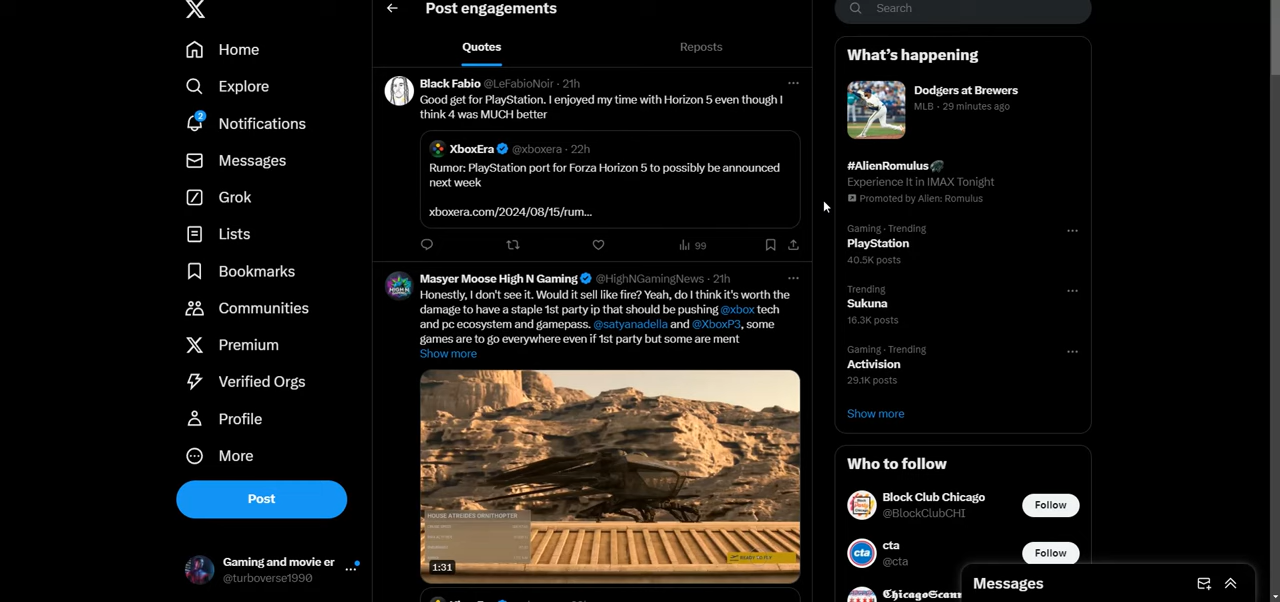 Home
Explore
2
Notifications
Messages
Grok
Lists
Bookmarks
Communities
Premium
Verified Orgs
Profile
More
Post
Gaming and movie er
@turboverse1990
Post engagements
Quotes
Reposts
Black Fabio @LeFabioNoir · 21h
Good get for PlayStation. I enjoyed my time with Horizon 5 even though I
think 4 was MUCH better
XboxEra @xboxera · 22h
Rumor: PlayStation port for Forza Horizon 5 to possibly be announced
next week
xboxera.com/2024/08/15/rum...
99
Masyer Moose High N Gaming @HighNGamingNews · 21h
Honestly, I don't see it. Would it sell like fire? Yeah, do I think it's worth the
damage to have a staple 1st party ip that should be pushing @xbox tech
and pc ecosystem and gamepass. @satyanadella and @XboxP3, some
games are to go everywhere even if 1st party but some are ment
Show more
HOUSE ATREIDES ORNITHOPTER
1:31
Search
What's happening
Dodgers at Brewers
MLB · 29 minutes ago
#AlienRomulus
Experience It in IMAX Tonight
Promoted by Alien: Romulus
Gaming · Trending
PlayStation
40.5K posts
Trending
Sukuna
16.3K posts
Gaming · Trending
Activision
29.1K posts
Show more
Who to follow
Block Club Chicago
@BlockClubCHI
Follow
cta
cta
@cta
Follow
Messages